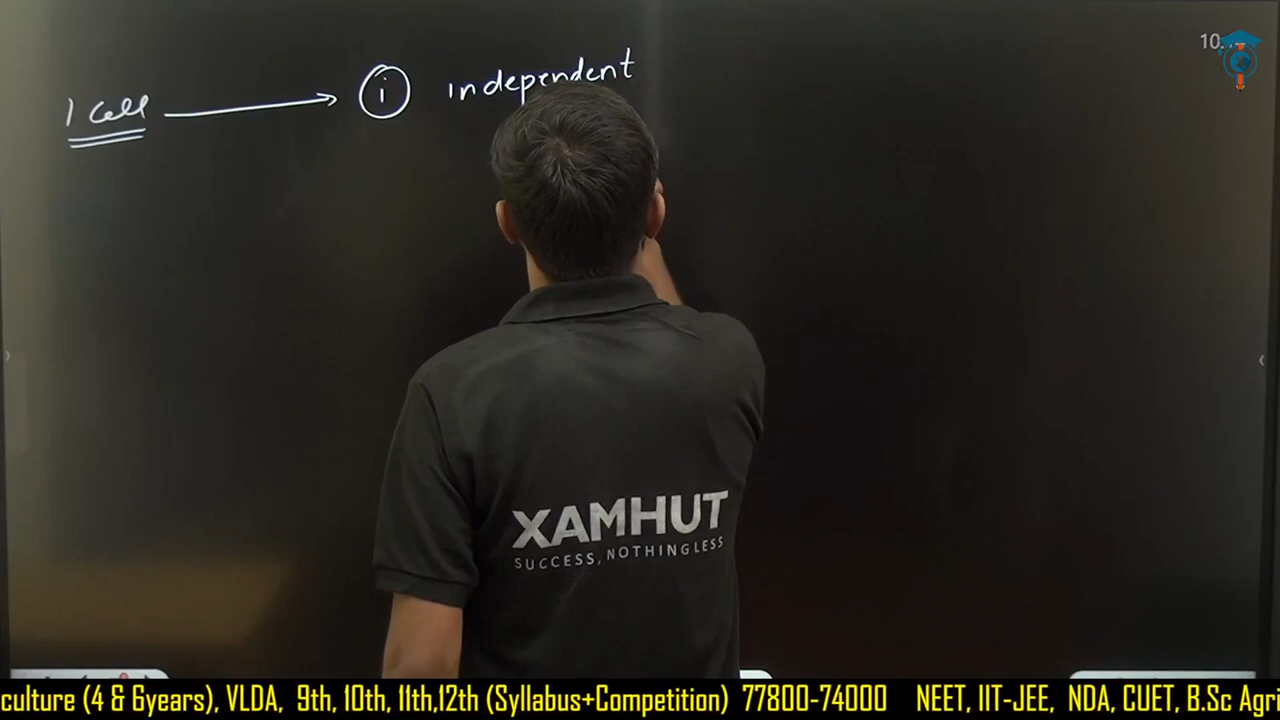 10
1 Cell → (i) independent
XAMHUT
SUCCESS, NOTHING LESS
culture (4 & 6years), VLDA, 9th, 10th, 11th,12th (Syllabus+Competition) 77800-74000 NEET, IIT-JEE, NDA, CUET, B.Sc Agri